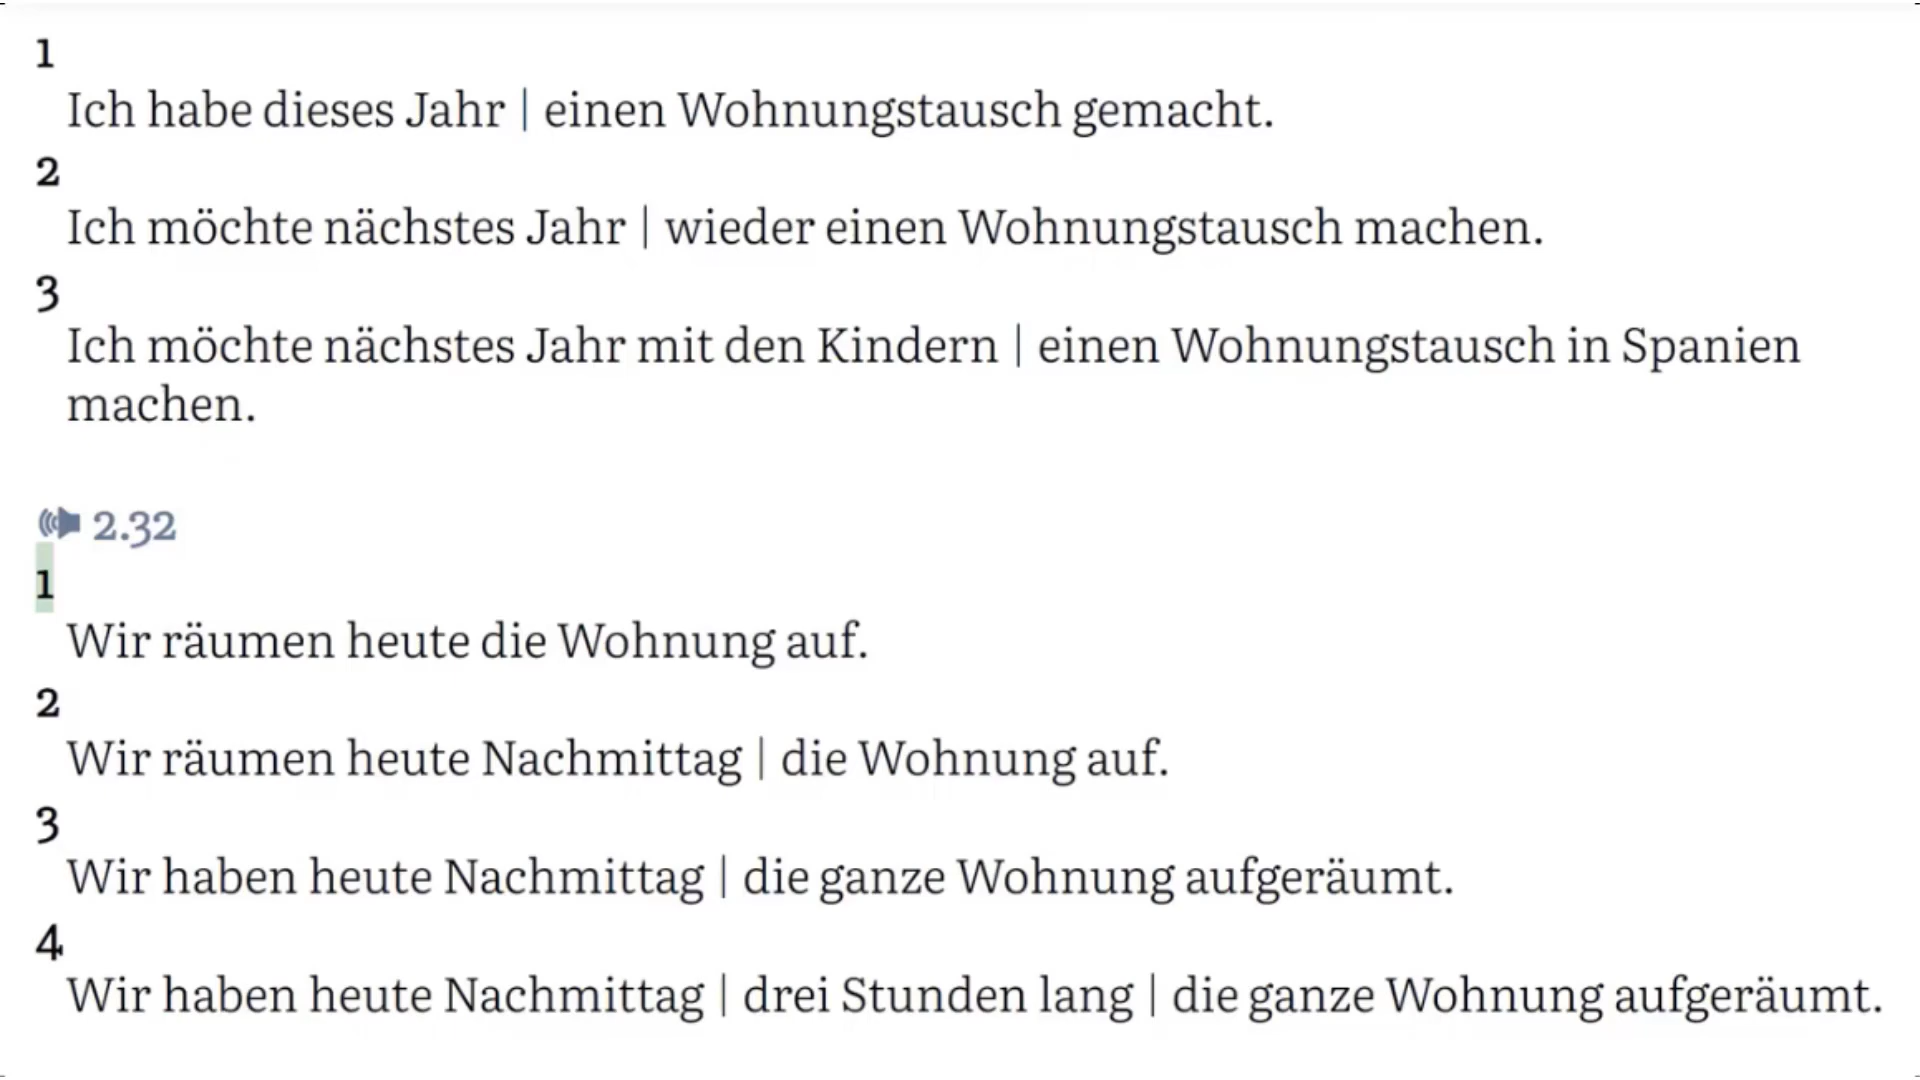 1
Ich habe dieses Jahr | einen Wohnungstausch gemacht.
2
Ich möchte nächstes Jahr | wieder einen Wohnungstausch machen.
3
Ich möchte nächstes Jahr mit den Kindern | einen Wohnungstausch in Spanien
machen.
2.32
1
Wir räumen heute die Wohnung auf.
2
Wir räumen heute Nachmittag | die Wohnung auf.
3
Wir haben heute Nachmittag | die ganze Wohnung aufgeräumt.
4
Wir haben heute Nachmittag | drei Stunden lang | die ganze Wohnung aufgeräumt.